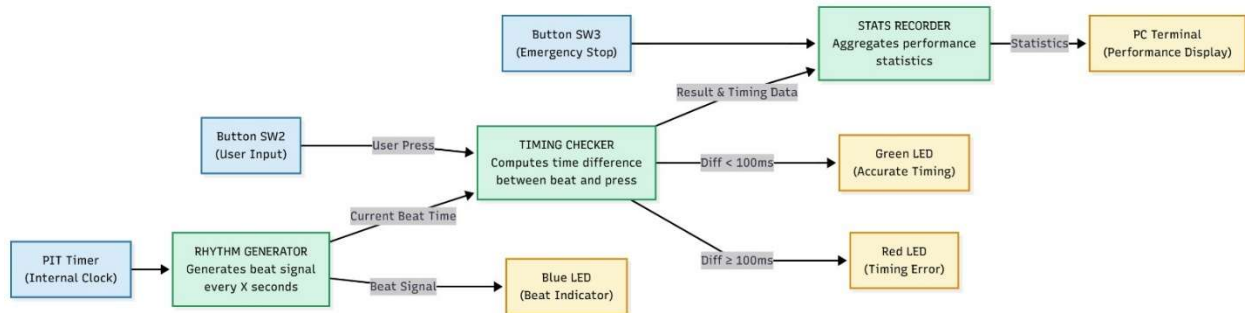 Button SW3
(Emergency Stop)
STATS RECORDER
Aggregates performance
statistics
Statistics
PC Terminal
(Performance Display)
Result & Timing Data
Button SW2
(User Input)
User Press
TIMING CHECKER
Computes time difference
between beat and press
Diff < 100ms
Green LED
(Accurate Timing)
Current Beat Time
PIT Timer
(Internal Clock)
RHYTHM GENERATOR
Generates beat signal
every X seconds
Beat Signal
Blue LED
(Beat Indicator)
Diff ≥ 100ms
Red LED
(Timing Error)